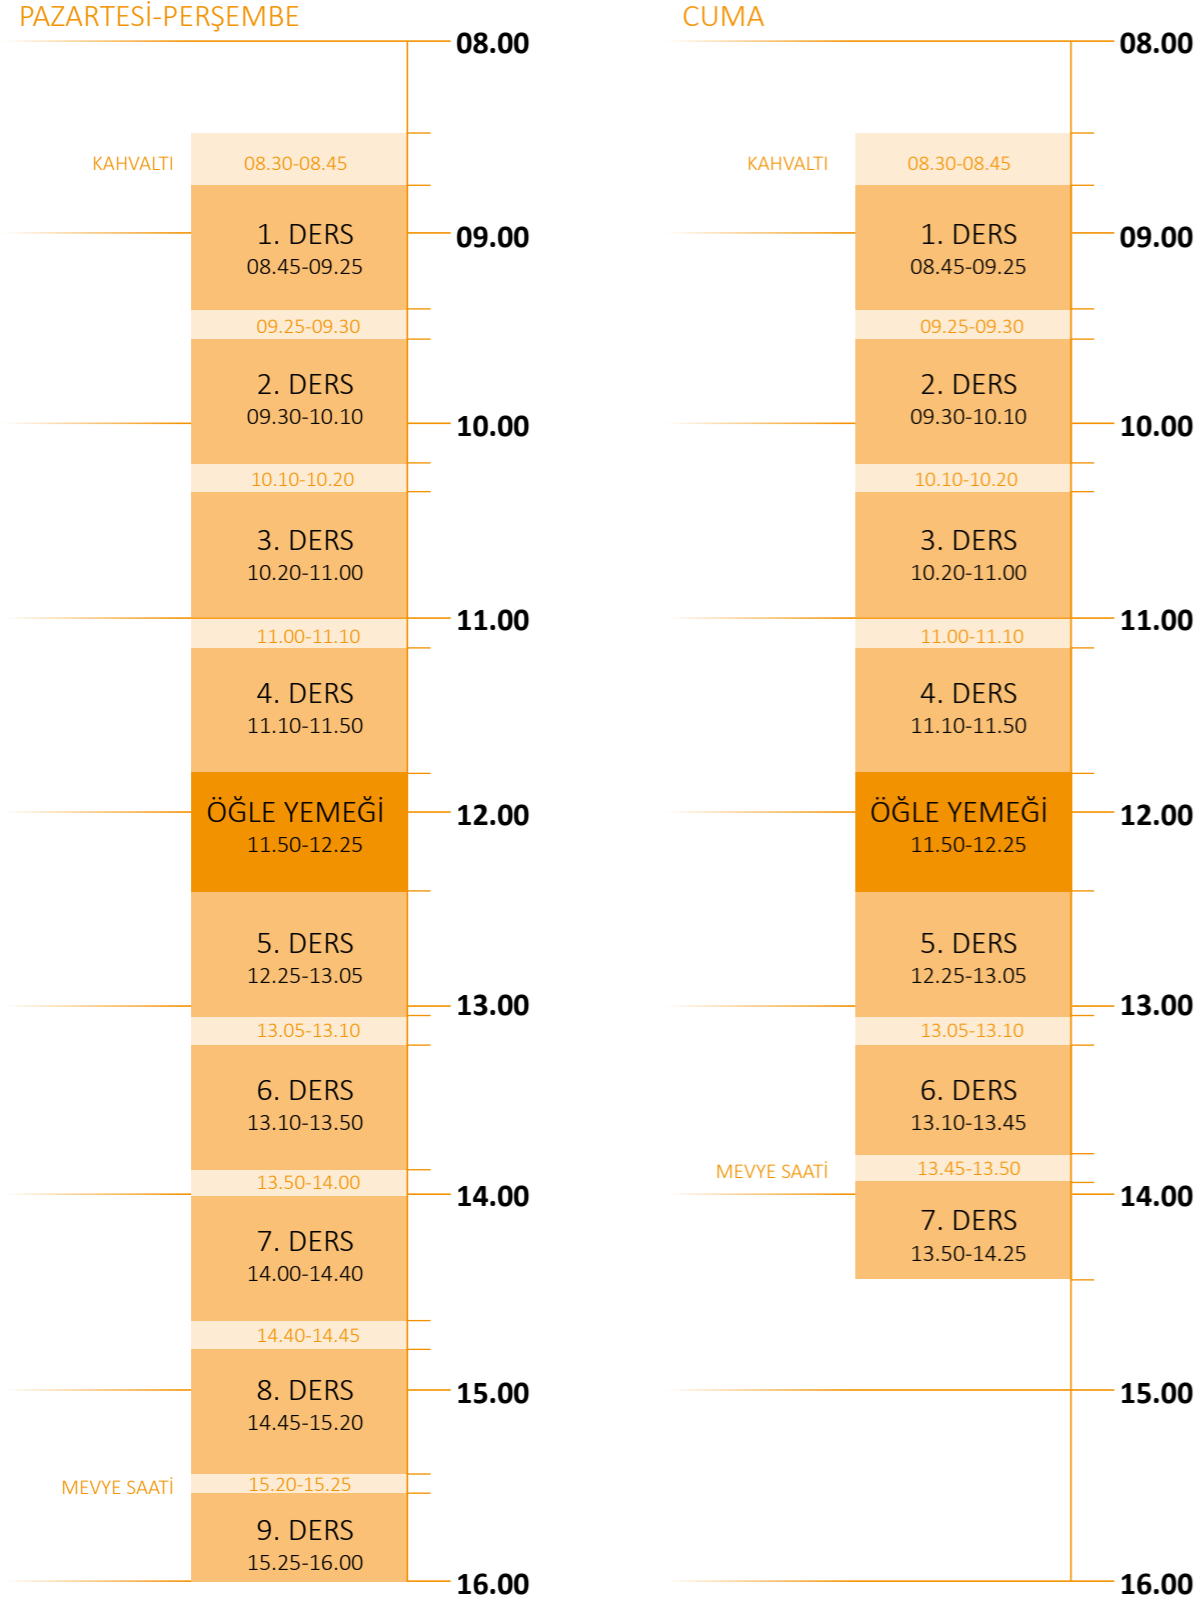 PAZARTESİ-PERŞEMBE
08.00
KAHVALTI
08.30-08.45
1. DERS
08.45-09.25
09.00
09.25-09.30
2. DERS
09.30-10.10
10.00
10.10-10.20
3. DERS
10.20-11.00
11.00
11.00-11.10
4. DERS
11.10-11.50
ÖĞLE YEMEĞİ
11.50-12.25
12.00
5. DERS
12.25-13.05
13.00
13.05-13.10
6. DERS
13.10-13.50
13.50-14.00
14.00
7. DERS
14.00-14.40
14.40-14.45
8. DERS
14.45-15.20
15.00
MEVYE SAATİ
15.20-15.25
9. DERS
15.25-16.00
16.00
CUMA
08.00
KAHVALTI
08.30-08.45
1. DERS
08.45-09.25
09.00
09.25-09.30
2. DERS
09.30-10.10
10.00
10.10-10.20
3. DERS
10.20-11.00
11.00
11.00-11.10
4. DERS
11.10-11.50
ÖĞLE YEMEĞİ
11.50-12.25
12.00
5. DERS
12.25-13.05
13.00
13.05-13.10
6. DERS
13.10-13.45
MEVYE SAATİ
13.45-13.50
14.00
7. DERS
13.50-14.25
15.00
16.00